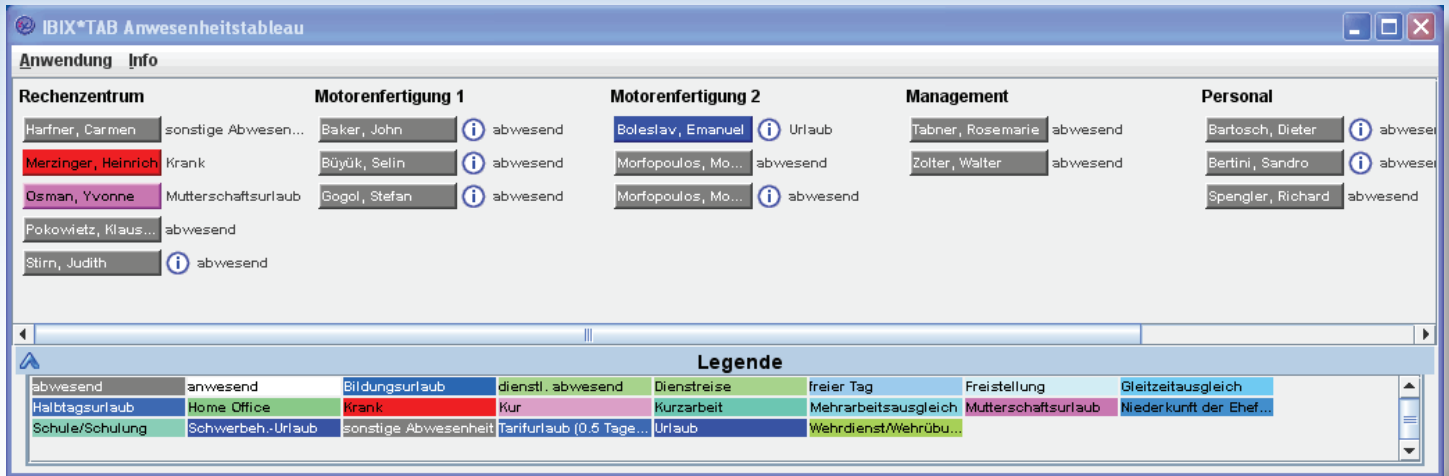 IBIX*TAB Anwesenheitstableau
Anwendung Info
Rechenzentrum Motorenfertigung 1 Motorenfertigung 2 Management Personal
Harfner, Carmen sonstige Abwesen... Baker, John i abwesend Boleslav, Emanuel i Urlaub Tabner, Rosemarie abwesend Bartosch, Dieter i abwesei
Merzinger, Heinrich Krank Büyük, Selin i abwesend Morfopoulos, Mo... abwesend Zolter, Walter abwesend Bertini, Sandro i abwesei
Osman, Yvonne Mutterschaftsurlaub Gogol, Stefan i abwesend Morfopoulos, Mo... i abwesend Spengler, Richard abwesend
Pokowietz, Klaus... abwesend
Stirn, Judith i abwesend
Legende
abwesend anwesend Bildungsurlaub dienstl. abwesend Dienstreise freier Tag Freistellung Gleitzeitausgleich
Halbtagsurlaub Home Office Krank Kur Kurzarbeit Mehrarbeitsausgleich Mutterschaftsurlaub Niederkunft der Ehef...
Schule/Schulung Schwerbeh.-Urlaub sonstige Abwesenheit Tarifurlaub (0.5 Tage... Urlaub Wehrdienst/Wehrübu...